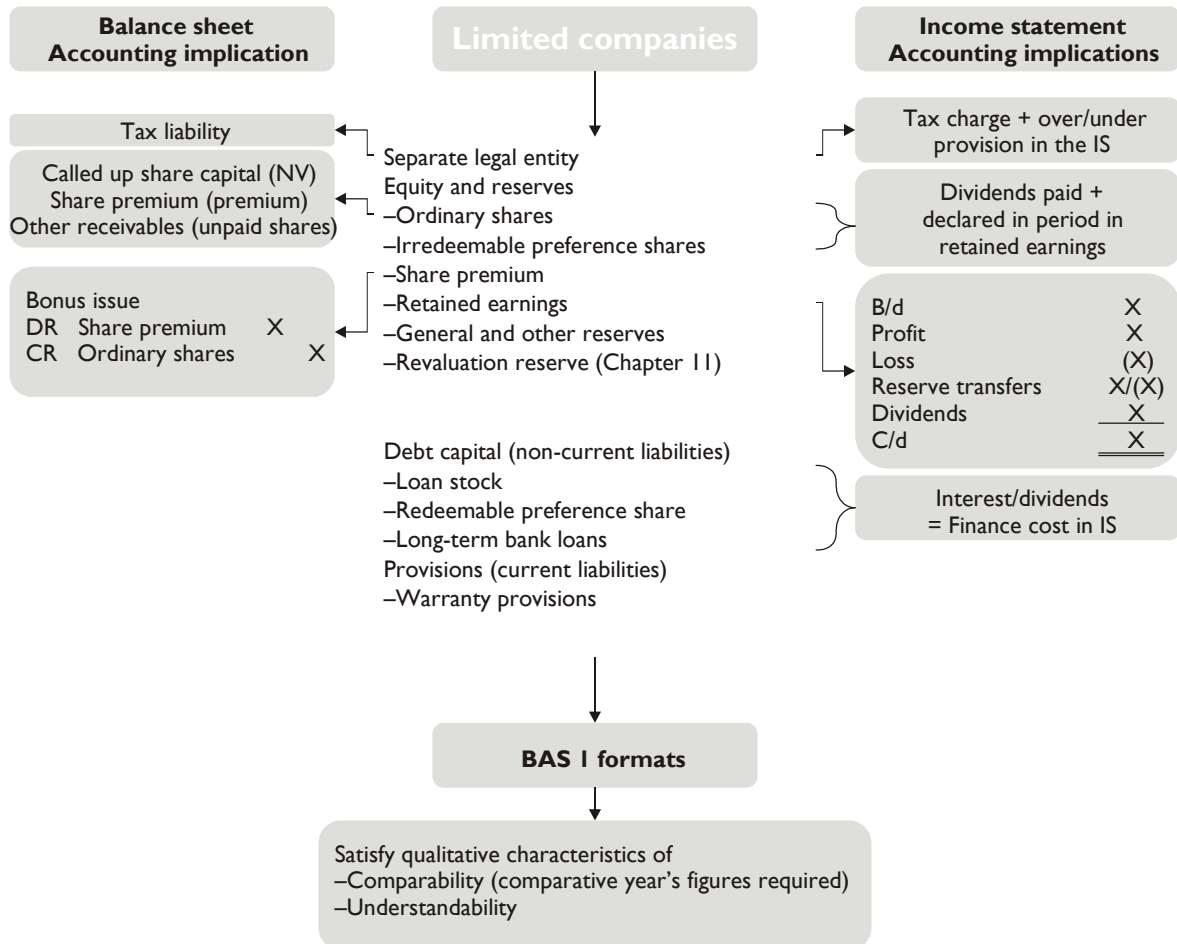 Balance sheet
Accounting implication
Limited companies
Income statement
Accounting implications
Tax liability
Called up share capital (NV)
Share premium (premium)
Other receivables (unpaid shares)
Bonus issue
DR Share premium X
CR Ordinary shares X
Separate legal entity
Equity and reserves
–Ordinary shares
–Irredeemable preference shares
–Share premium
–Retained earnings
–General and other reserves
–Revaluation reserve (Chapter 11)
Debt capital (non-current liabilities)
–Loan stock
–Redeemable preference share
–Long-term bank loans
Provisions (current liabilities)
–Warranty provisions
Tax charge + over/under
provision in the IS
Dividends paid +
declared in period in
retained earnings
B/d X
Profit X
Loss (X)
Reserve transfers X/(X)
Dividends X
C/d X
Interest/dividends
= Finance cost in IS
BAS 1 formats
Satisfy qualitative characteristics of
–Comparability (comparative year's figures required)
–Understandability